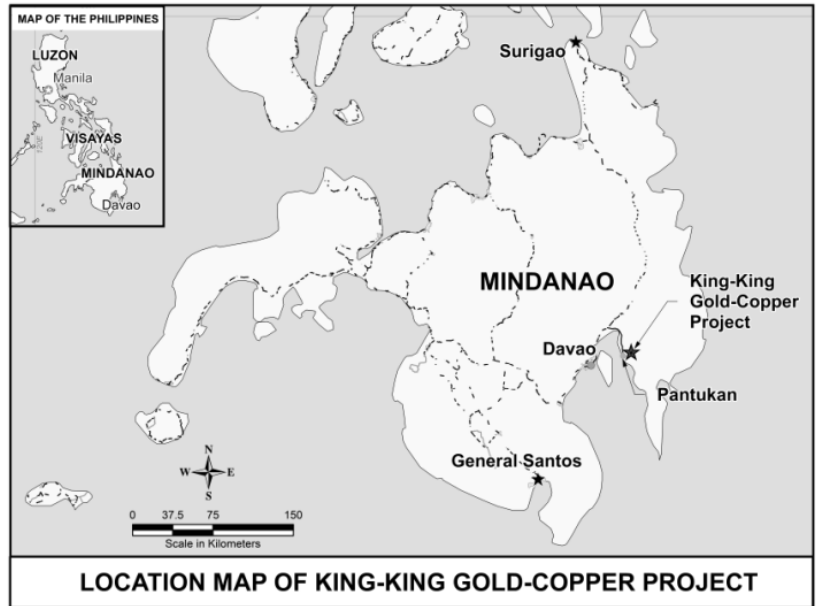 MAP OF THE PHILIPPINES
LUZON
Manila
120E
VISAYAS
MINDANAO
Davao
Surigao
MINDANAO
King-King
Gold-Copper
Project
Davao
Pantukan
General Santos
N
W E
S
0 37.5 75 150
Scale in Kilometers
LOCATION MAP OF KING-KING GOLD-COPPER PROJECT